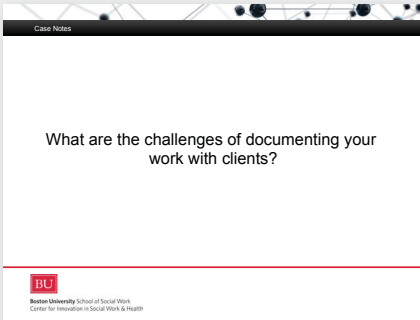 Case Notes
What are the challenges of documenting your
work with clients?
BU
Boston University School of Social Work
Center for Innovation in Social Work & Health